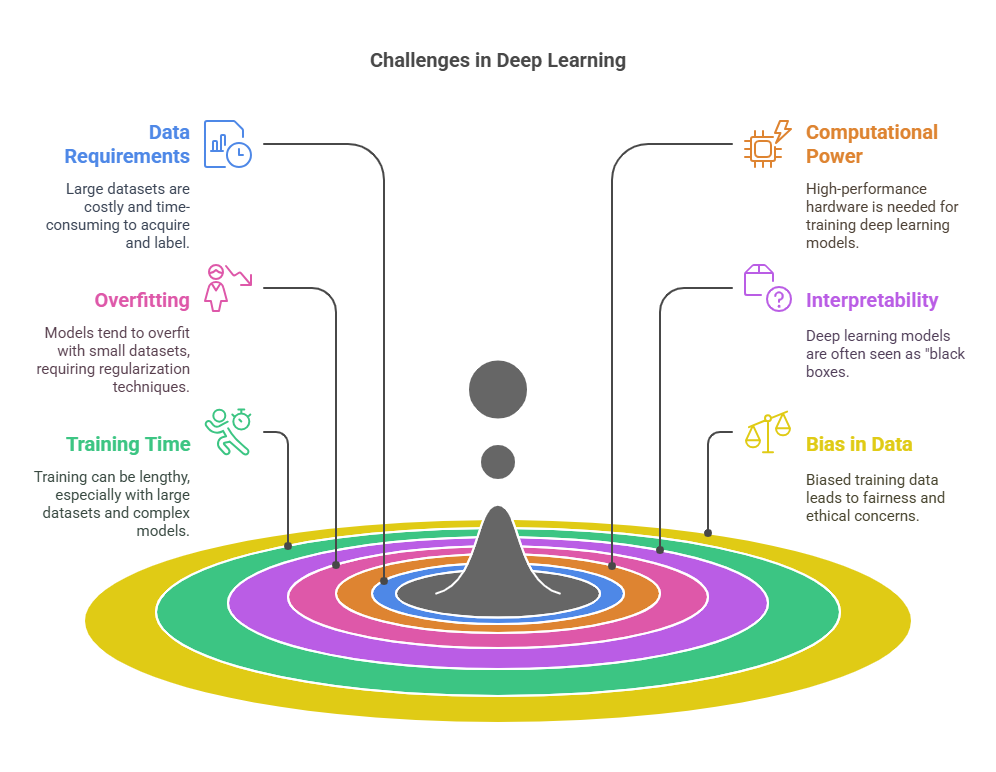 Challenges in Deep Learning
Data
Requirements
Large datasets are
costly and time-
consuming to acquire
and label.
Overfitting
Models tend to overfit
with small datasets,
requiring regularization
techniques.
Training Time
Training can be lengthy,
especially with large
datasets and complex
models.
Computational
Power
High-performance
hardware is needed for
training deep learning
models.
Interpretability
Deep learning models
are often seen as "black
boxes.
Bias in Data
Biased training data
leads to fairness and
ethical concerns.